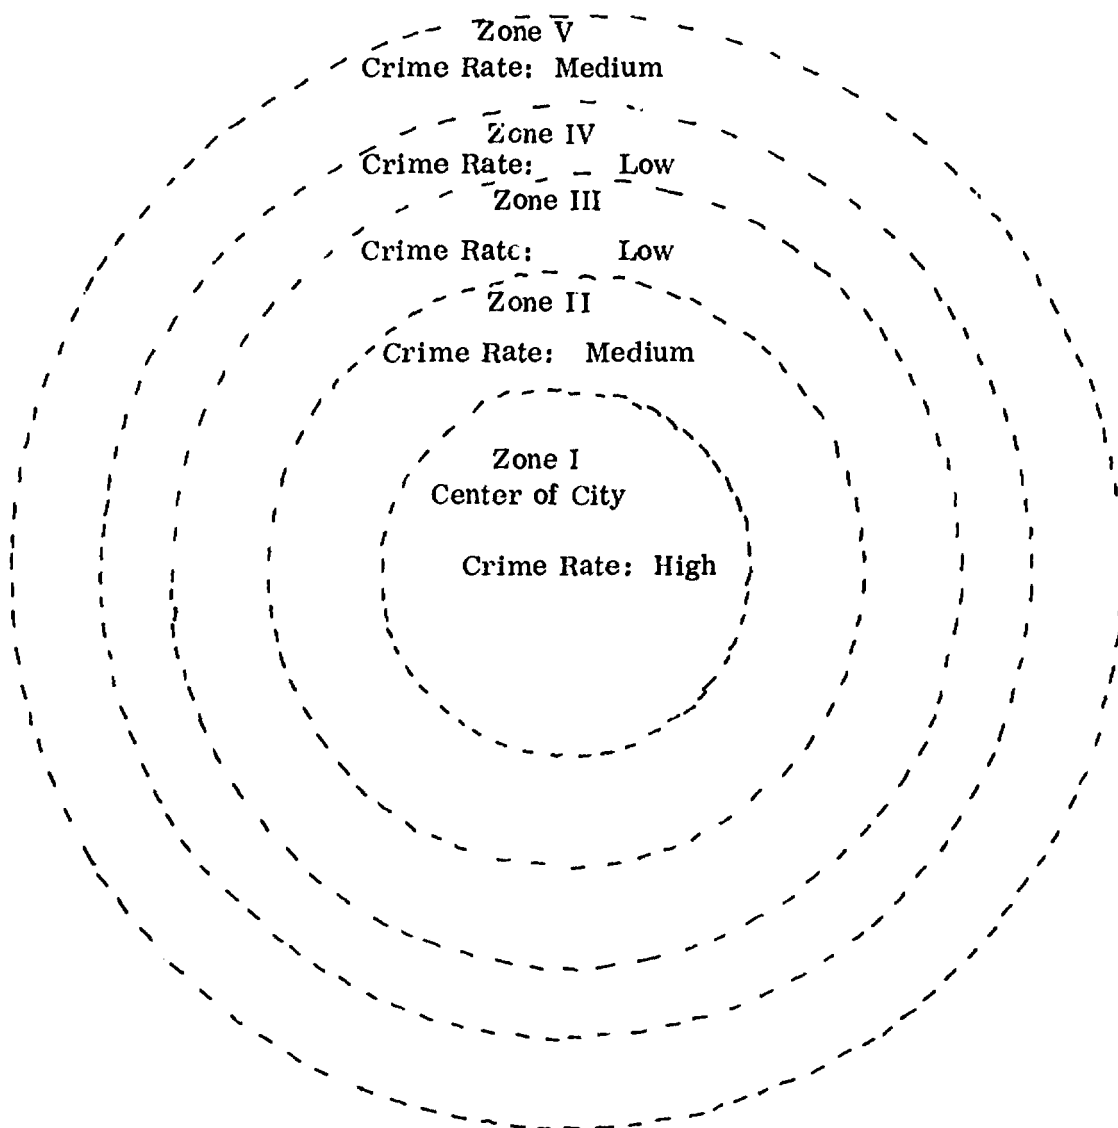 Zone V
Crime Rate: Medium
Zone IV
Crime Rate: Low
Zone III
Crime Rate: Low
Zone II
Crime Rate: Medium
Zone I
Center of City
Crime Rate: High